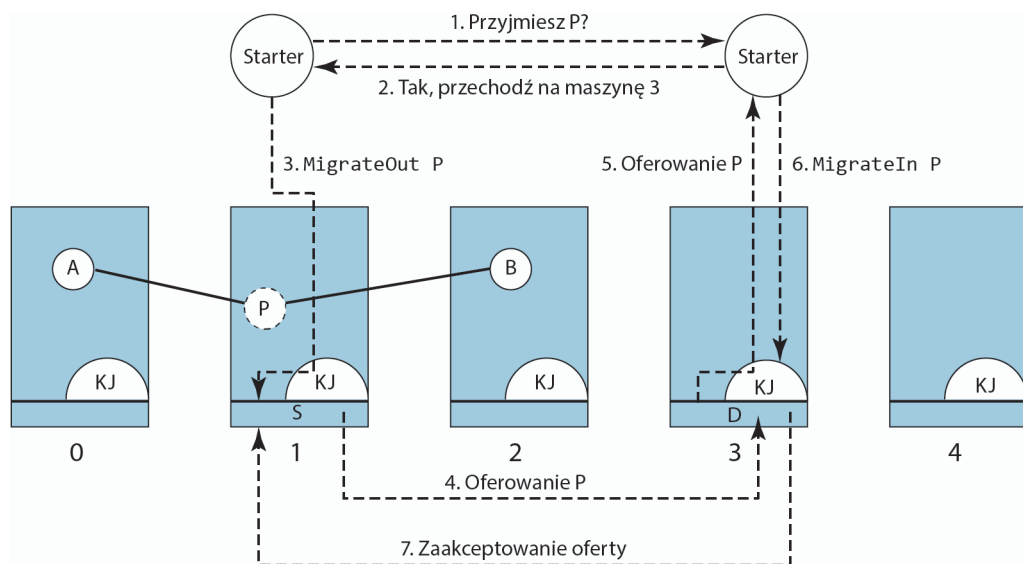 1. Przyjmiesz P?
Starter
Starter
2. Tak, przechodź na maszynę 3
3. MigrateOut P
5. Oferowanie P
6. MigrateIn P
A
P
B
KJ
KJ
KJ
KJ
KJ
S
D
0
1
2
3
4
4. Oferowanie P
7. Zaakceptowanie oferty